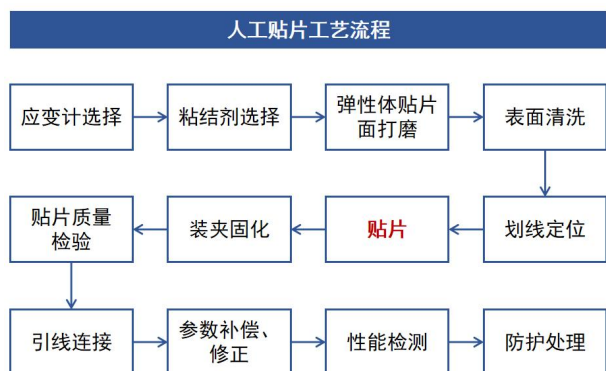 人工贴片工艺流程
应变计选择
粘结剂选择
弹性体贴片
面打磨
表面清洗
划线定位
贴片
装夹固化
贴片质量
检验
引线连接
参数补偿、
修正
性能检测
防护处理